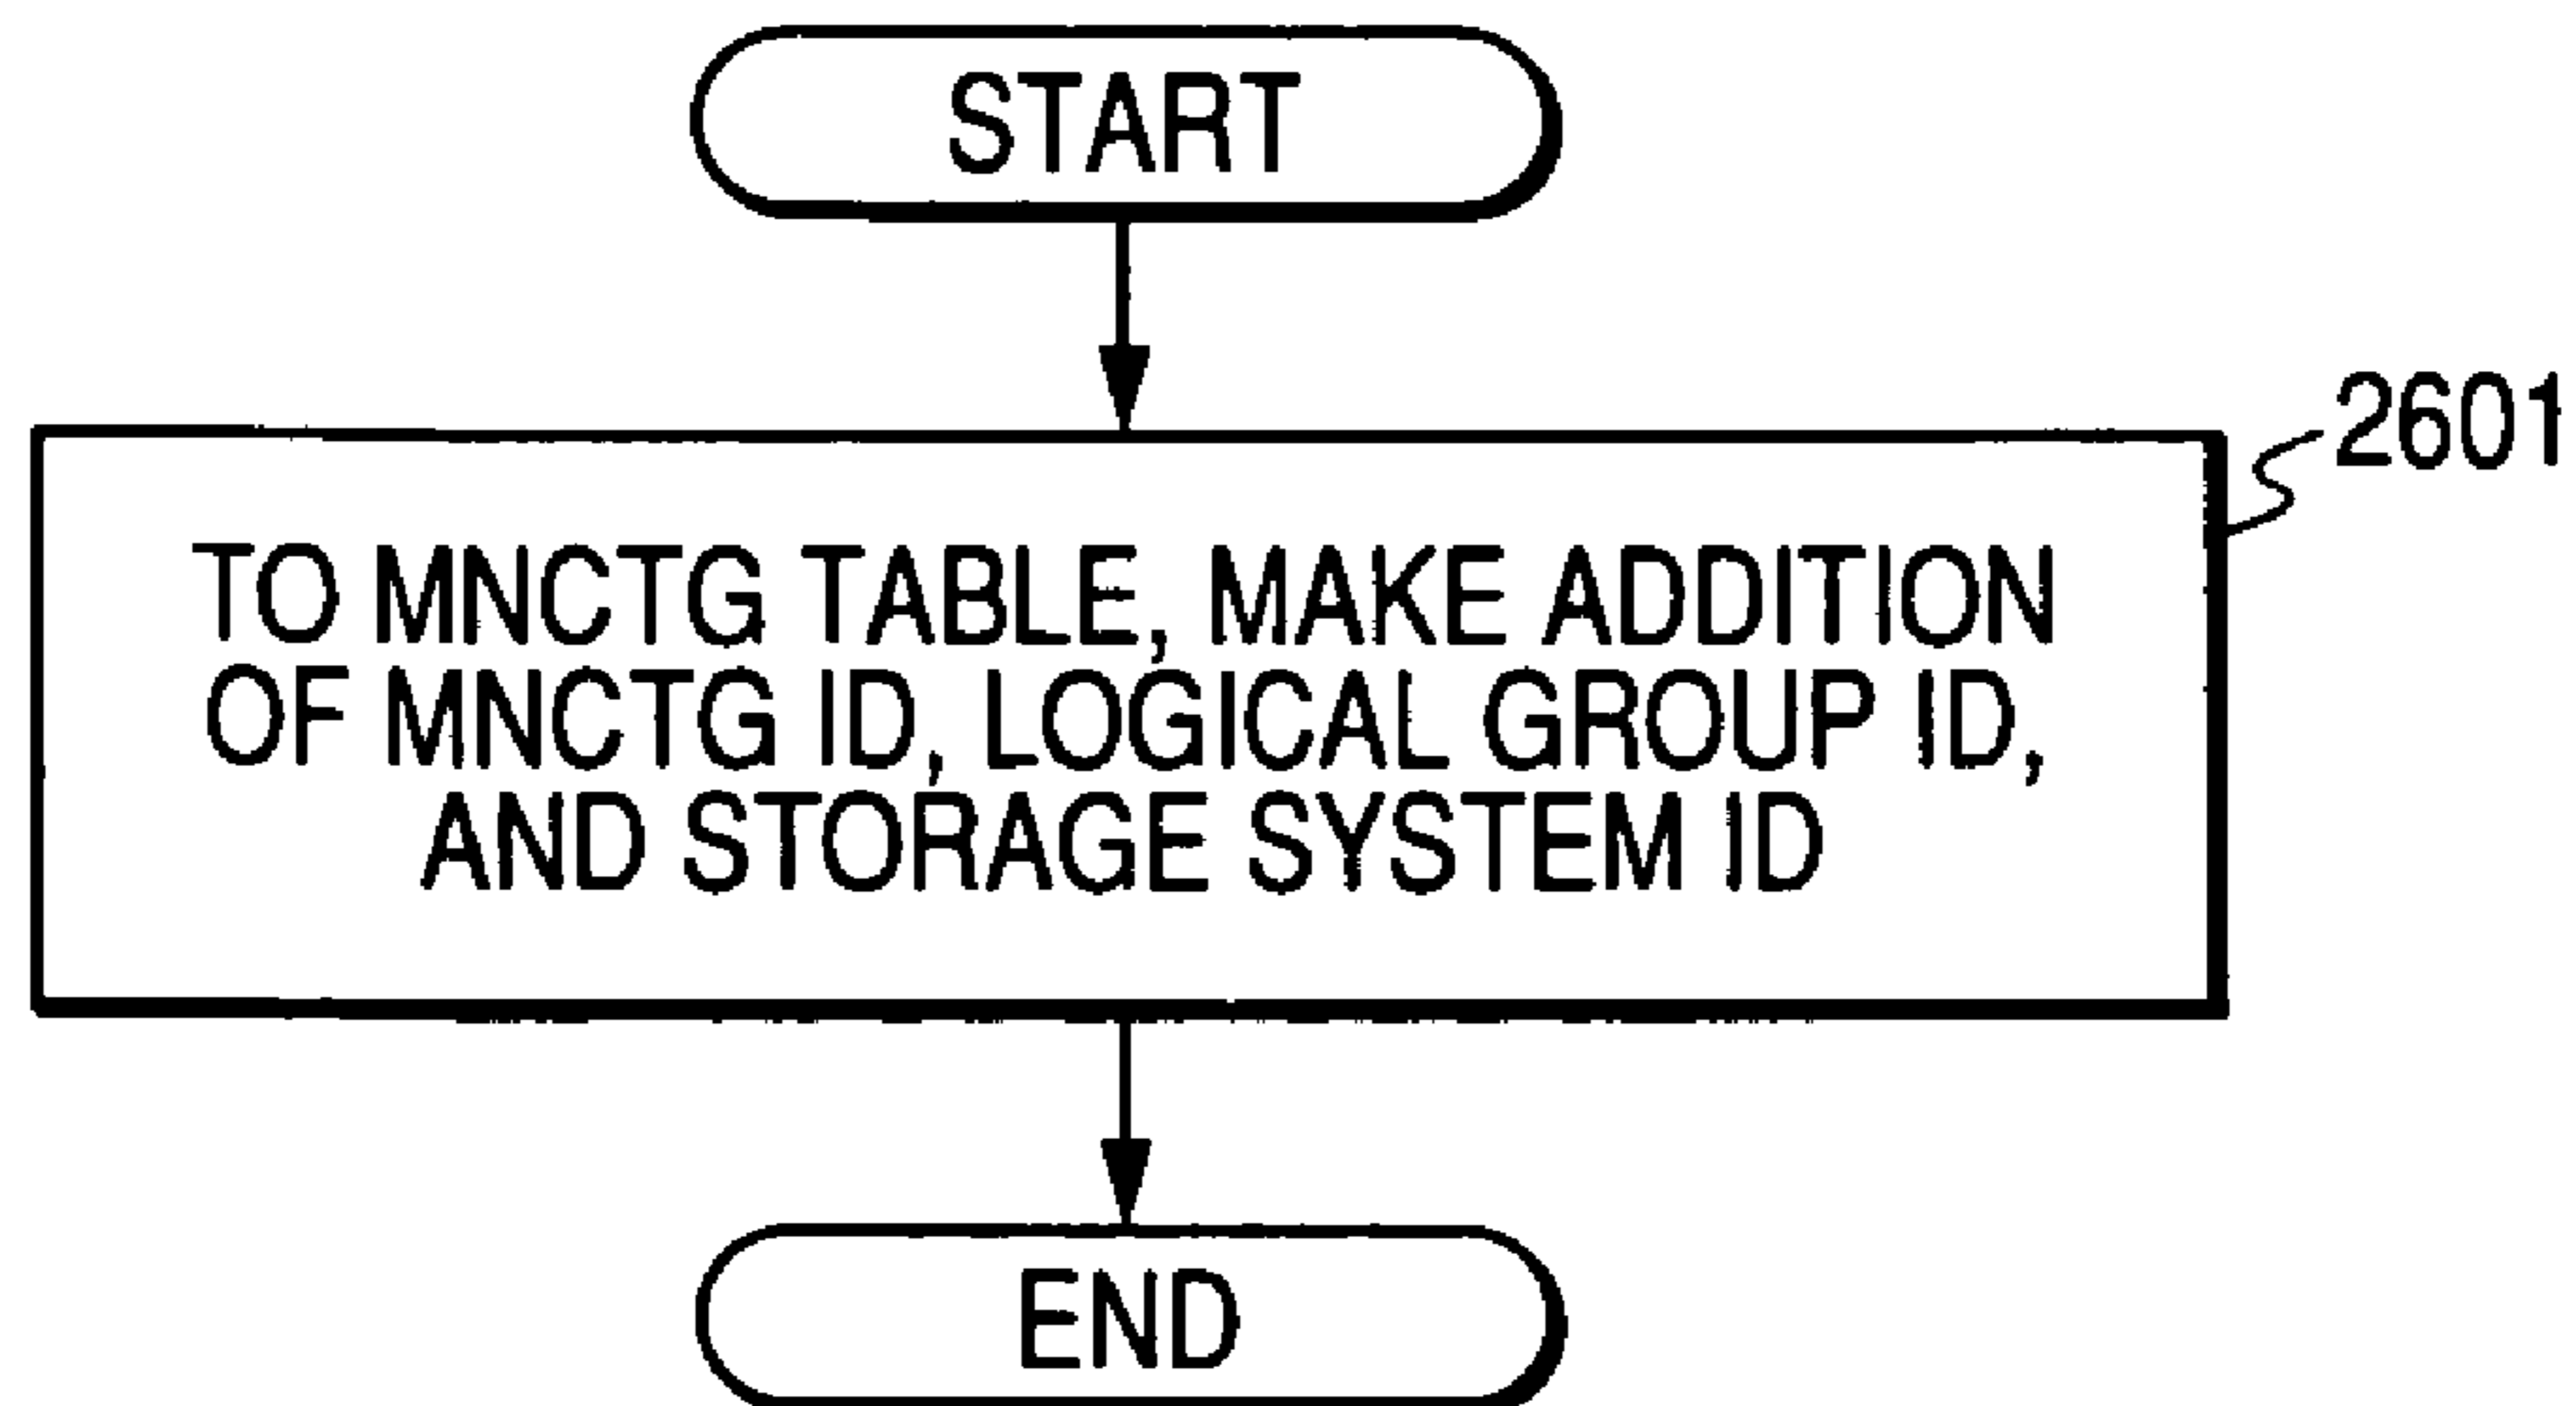 START
2601
TO MNCTG TABLE, MAKE ADDITION
OF MNCTG ID, LOGICAL GROUP ID,
AND STORAGE SYSTEM ID
END